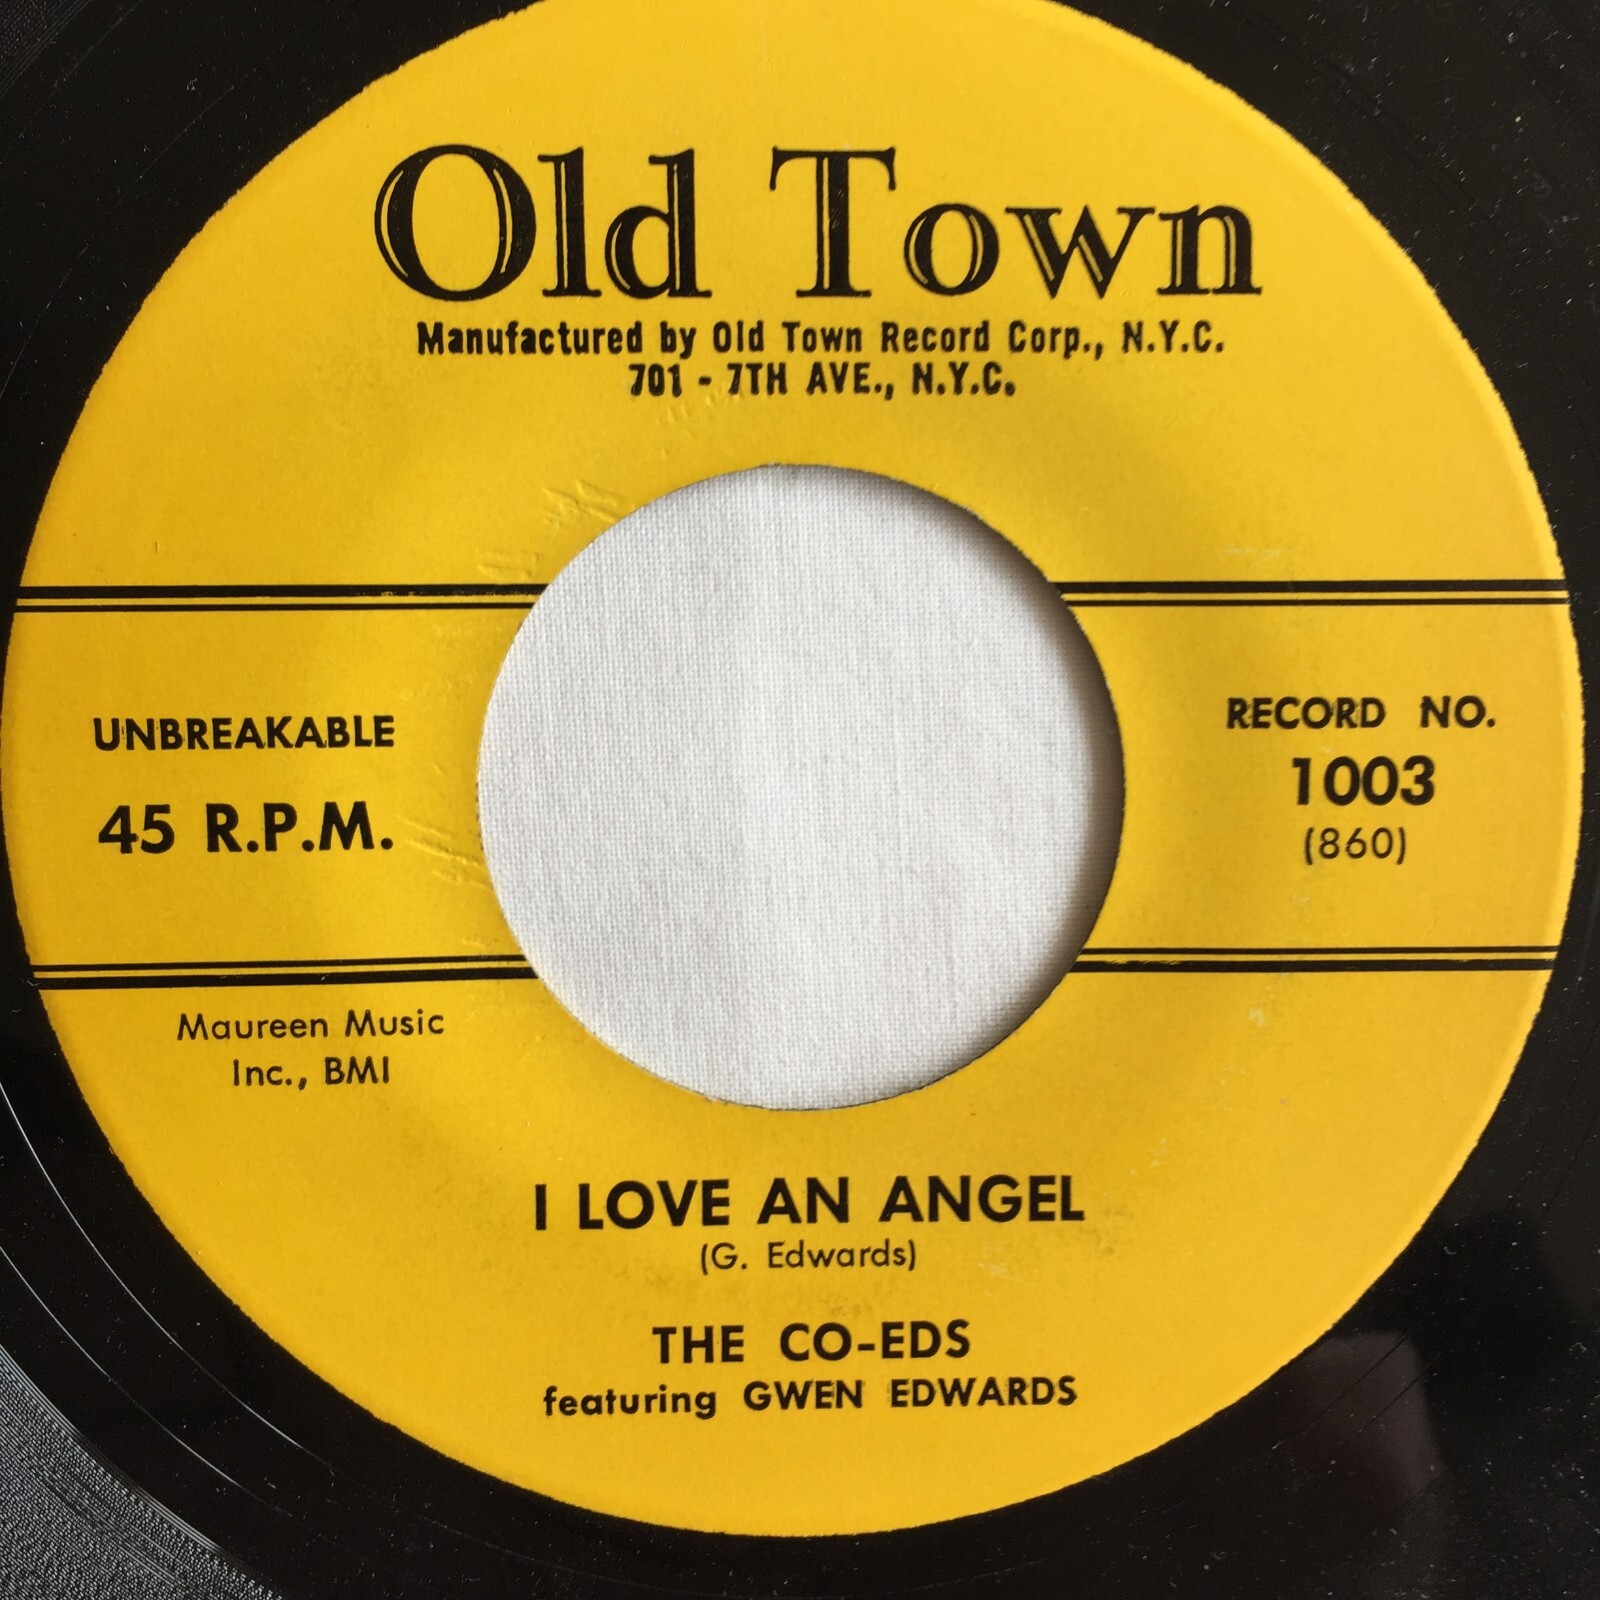 Old Town
Manufactured by Old Town Record Corp., N.Y.C.
701 - 7TH AVE., N.Y.C.
UNBREAKABLE
45 R.P.M.
RECORD NO.
1003
(860)
Maureen Music
Inc., BMI
I LOVE AN ANGEL
(G. Edwards)
THE CO-EDS
featuring GWEN EDWARDS